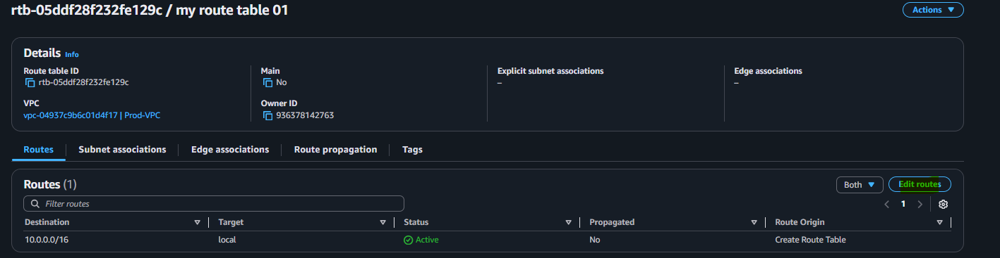 rtb-05ddf28f232fe129c / my route table 01
Actions
Details Info
Route table ID
rtb-05ddf28f232fe129c
Main
No
Explicit subnet associations
–
Edge associations
–
VPC
vpc-04937c9b6c01d4f17 | Prod-VPC
Owner ID
936378142763
Routes
Subnet associations
Edge associations
Route propagation
Tags
Routes (1)
Both
Edit routes
Filter routes
1
Destination
Target
Status
Propagated
Route Origin
10.0.0.0/16
local
Active
No
Create Route Table